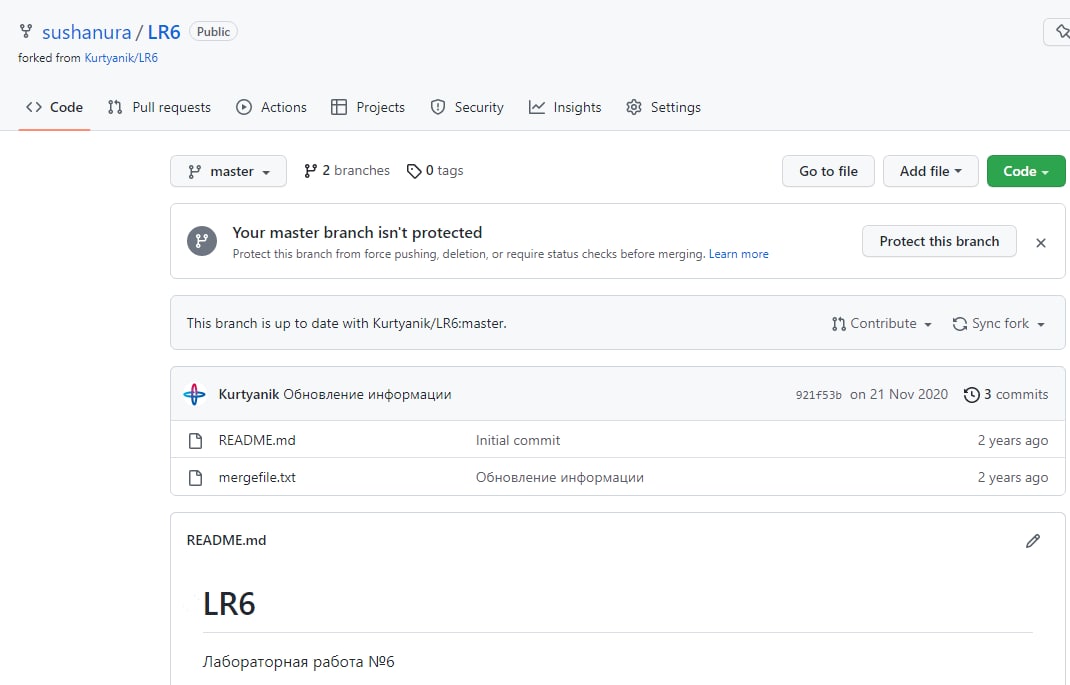 sushanura / LR6 Public
forked from Kurtyanik/LR6
Code Pull requests Actions Projects Security Insights Settings
master 2 branches 0 tags Go to file Add file Code
Your master branch isn't protected
Protect this branch from force pushing, deletion, or require status checks before merging. Learn more
Protect this branch
This branch is up to date with Kurtyanik/LR6:master. Contribute Sync fork
Kurtyanik Обновление информации 921f53b on 21 Nov 2020 3 commits
README.md Initial commit 2 years ago
mergefile.txt Обновление информации 2 years ago
README.md
LR6
Лабораторная работа №6